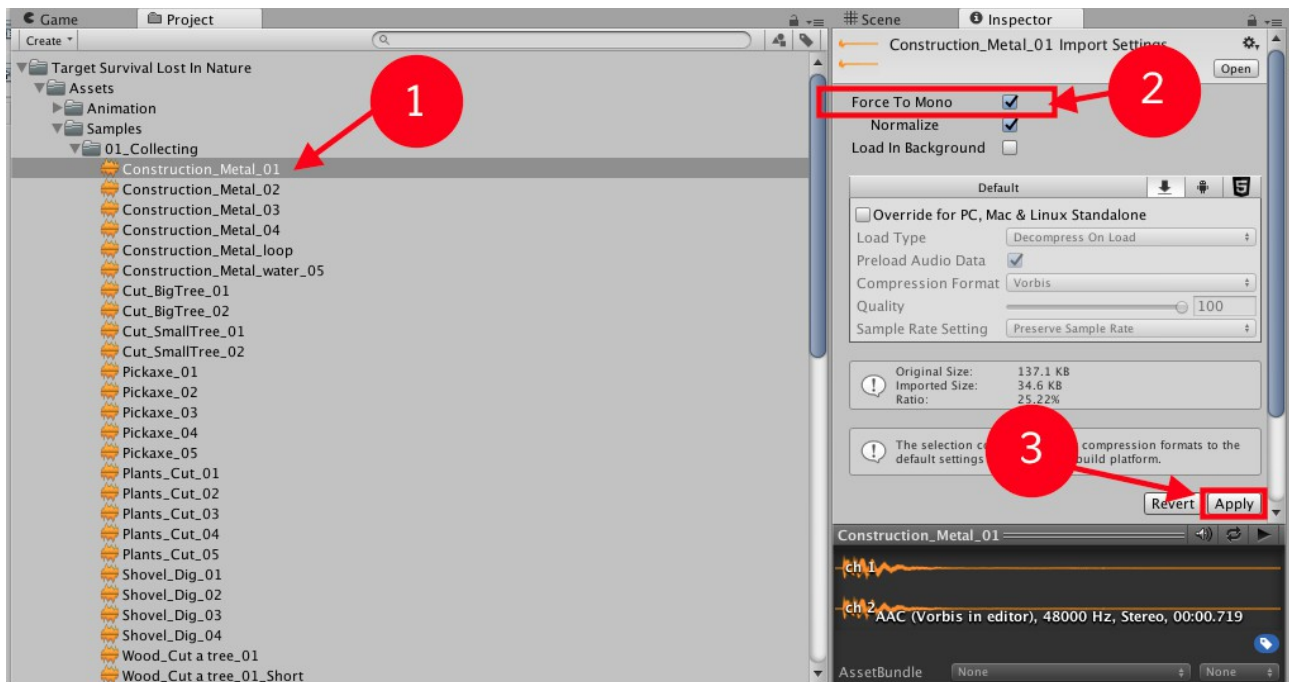 Game
Project
Create
Target Survival Lost In Nature
Assets
Animation
Samples
01_Collecting
Construction_Metal_01
Construction_Metal_02
Construction_Metal_03
Construction_Metal_04
Construction_Metal_loop
Construction_Metal_water_05
Cut_BigTree_01
Cut_BigTree_02
Cut_SmallTree_01
Cut_SmallTree_02
Pickaxe_01
Pickaxe_02
Pickaxe_03
Pickaxe_04
Pickaxe_05
Plants_Cut_01
Plants_Cut_02
Plants_Cut_03
Plants_Cut_04
Plants_Cut_05
Shovel_Dig_01
Shovel_Dig_02
Shovel_Dig_03
Shovel_Dig_04
Wood_Cut a tree_01
Wood_Cut a tree_01_Short
1
Scene
Inspector
Construction_Metal_01 Import Settings
Open
2
Force To Mono
Normalize
Load In Background
Default
Override for PC, Mac & Linux Standalone
Load Type Decompress On Load
Preload Audio Data
Compression Format Vorbis
Quality 100
Sample Rate Setting Preserve Sample Rate
Original Size: 137.1 KB
Imported Size: 34.6 KB
Ratio: 25.22%
The selection compression formats to the
default settings build platform.
3
Revert Apply
Construction_Metal_01
ch 1
ch 2
AAC (Vorbis in editor), 48000 Hz, Stereo, 00:00.719
AssetBundle None None